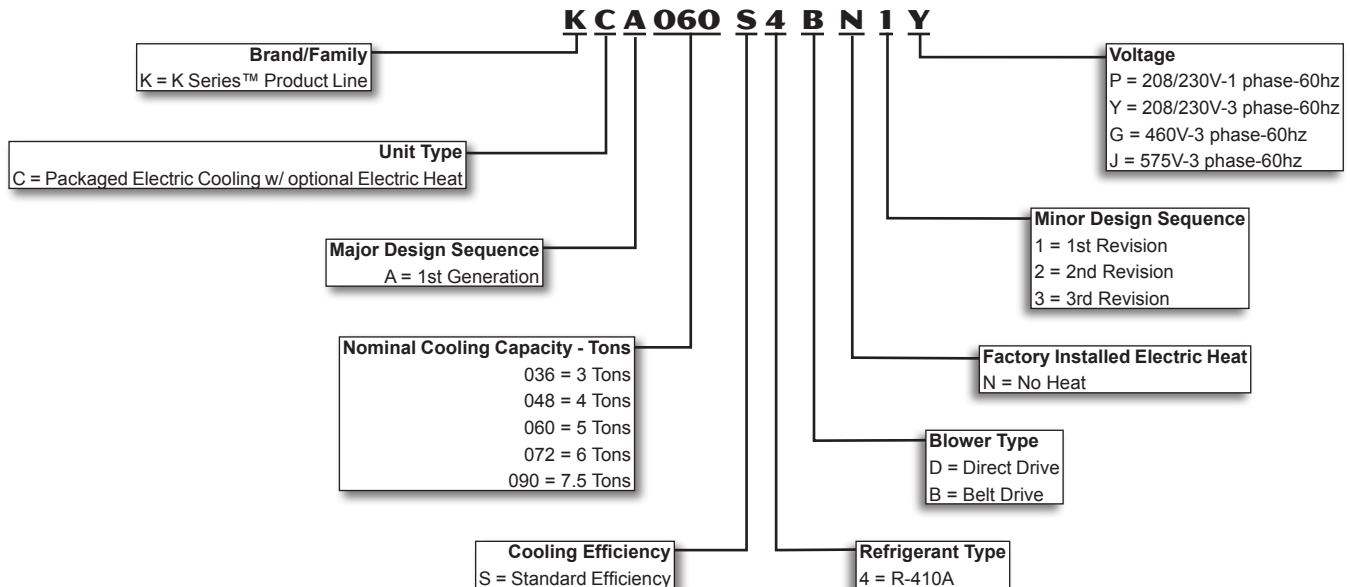 K C A 060 S 4 B N 1 Y
Brand/Family
K = K Series™ Product Line
Unit Type
C = Packaged Electric Cooling w/ optional Electric Heat
Major Design Sequence
A = 1st Generation
Nominal Cooling Capacity - Tons
036 = 3 Tons
048 = 4 Tons
060 = 5 Tons
072 = 6 Tons
090 = 7.5 Tons
Cooling Efficiency
S = Standard Efficiency
Voltage
P = 208/230V-1 phase-60hz
Y = 208/230V-3 phase-60hz
G = 460V-3 phase-60hz
J = 575V-3 phase-60hz
Minor Design Sequence
1 = 1st Revision
2 = 2nd Revision
3 = 3rd Revision
Factory Installed Electric Heat
N = No Heat
Blower Type
D = Direct Drive
B = Belt Drive
Refrigerant Type
4 = R-410A